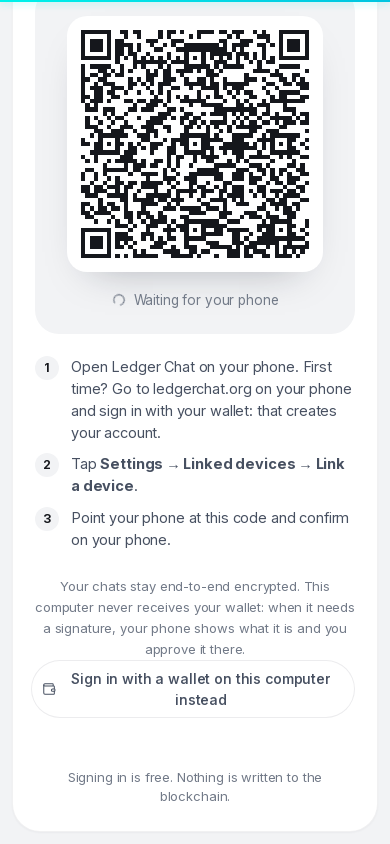 Waiting for your phone
1 Open Ledger Chat on your phone. First
time? Go to ledgerchat.org on your phone
and sign in with your wallet: that creates
your account.
2 Tap Settings → Linked devices → Link
a device.
3 Point your phone at this code and confirm
on your phone.
Your chats stay end-to-end encrypted. This
computer never receives your wallet: when it needs
a signature, your phone shows what it is and you
approve it there.
Sign in with a wallet on this computer
instead
Signing in is free. Nothing is written to the
blockchain.